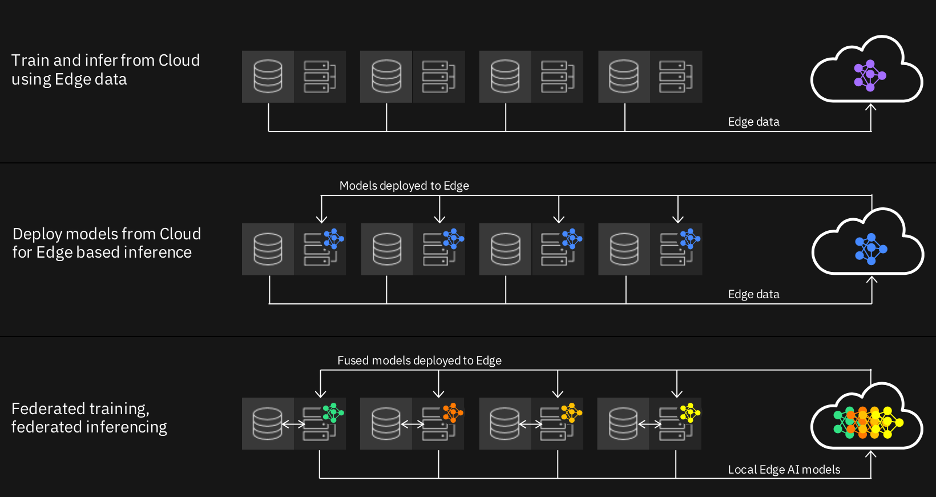 Train and infer from Cloud
using Edge data
Edge data
Models deployed to Edge
Deploy models from Cloud
for Edge based inference
Edge data
Fused models deployed to Edge
Federated training,
federated inferencing
Local Edge AI models